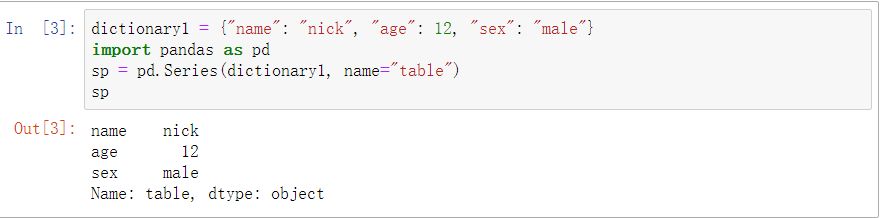 In [3]: dictionary1 = {"name": "nick", "age": 12, "sex": "male"}
import pandas as pd
sp = pd.Series(dictionary1, name="table")
sp
Out[3]: name    nick
age       12
sex     male
Name: table, dtype: object